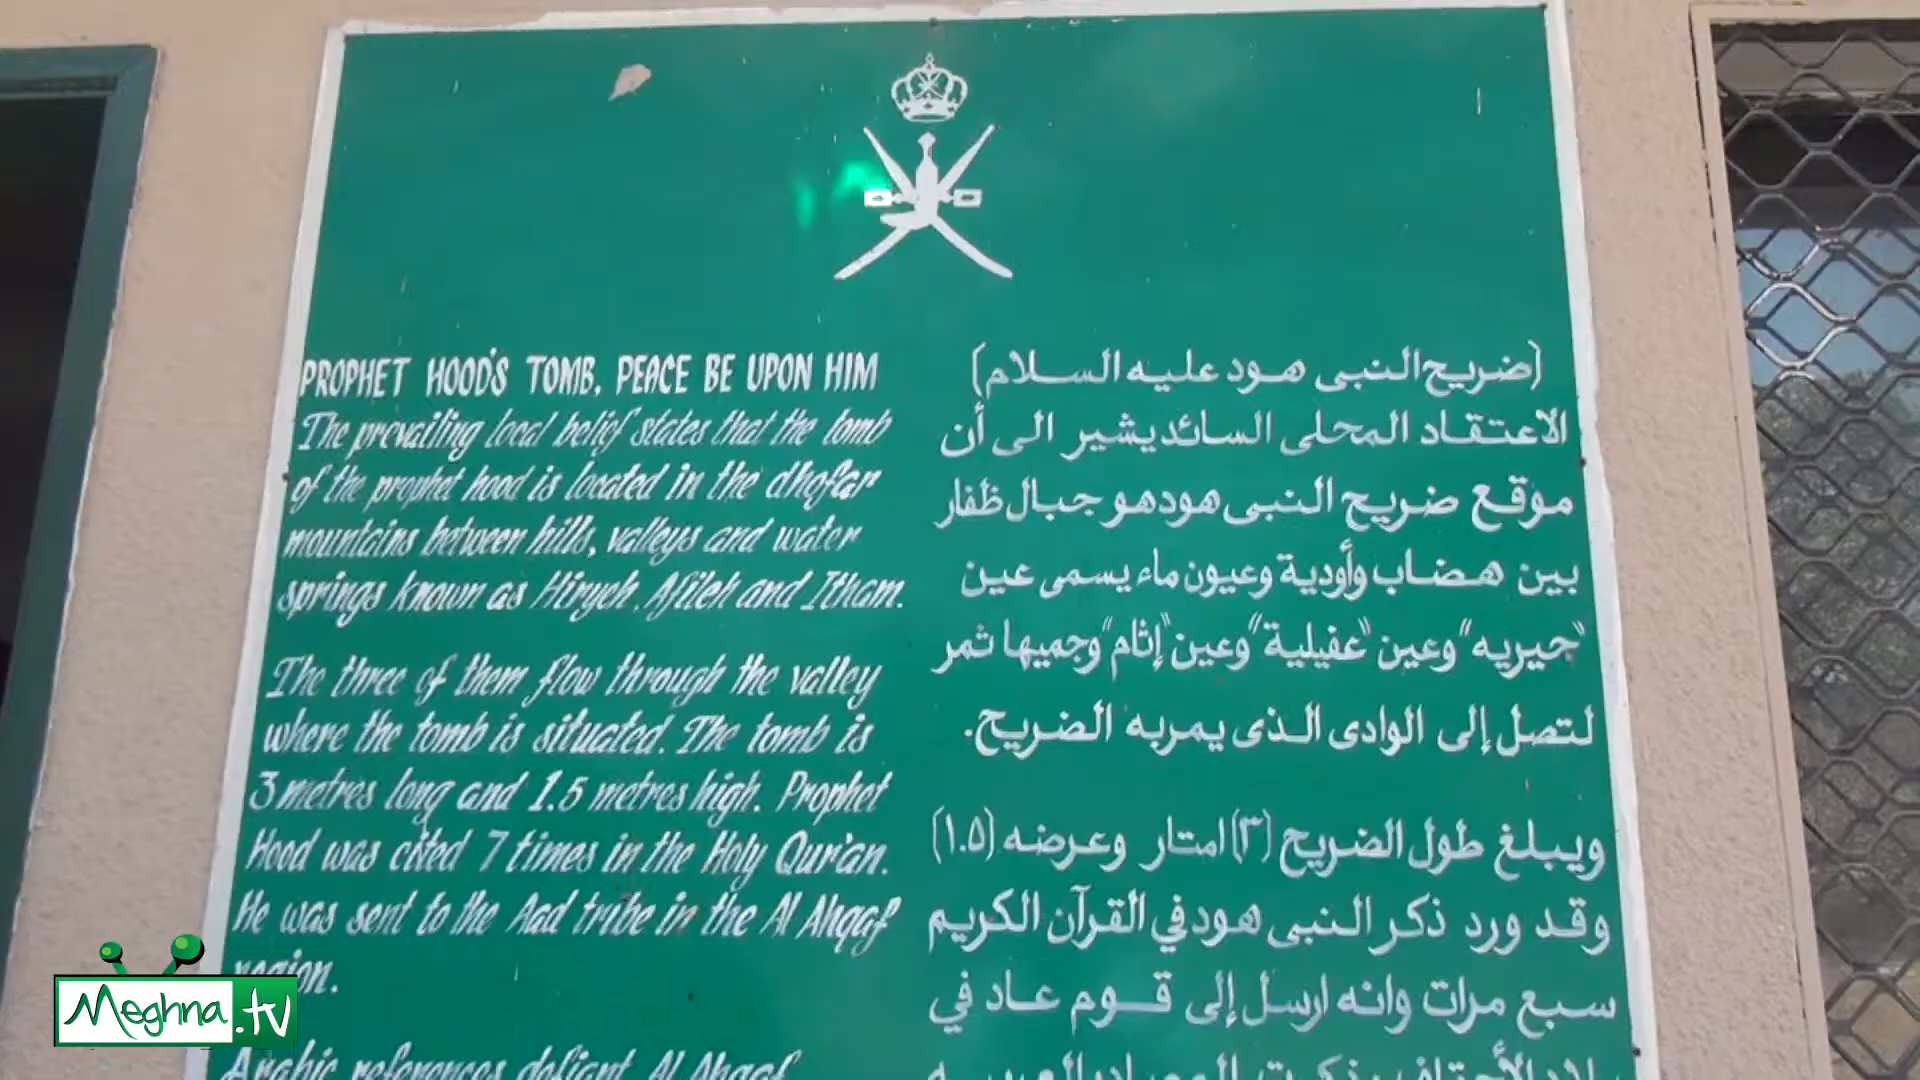 PROPHET HOOD'S TOMB, PEACE BE UPON HIM
The prevailing local belief states that the tomb
of the prophet hood is located in the dhofar
mountains between hills, valleys and water
springs known as Hiryeh, Afileh and Itham.
The three of them flow through the valley
where the tomb is situated. The tomb is
3 metres long and 1.5 metres high. Prophet
Hood was cited 7 times in the Holy Qur'an.
He was sent to the Aad tribe in the Al Ahqaf
region.
Arabic references defiant Al Ahqaf
(ضريح النبى هود عليه السلام)
الاعتقاد المحلى السائد يشير الى أن
موقع ضريح النبى هود هو جبال ظفار
بين هضاب وأودية وعيون ماء يسمى عين
"حيريه" وعين "عفيلية" وعين "إثام" وجميها ثمر
لتصل إلى الوادى الذى يمر به الضريح.
ويبلغ طول الضريح (٣) امتار وعرضه (١.٥)
وقد ورد ذكر النبى هود في القرآن الكريم
سبع مرات وانه ارسل إلى قوم عاد في
Meghna.tv